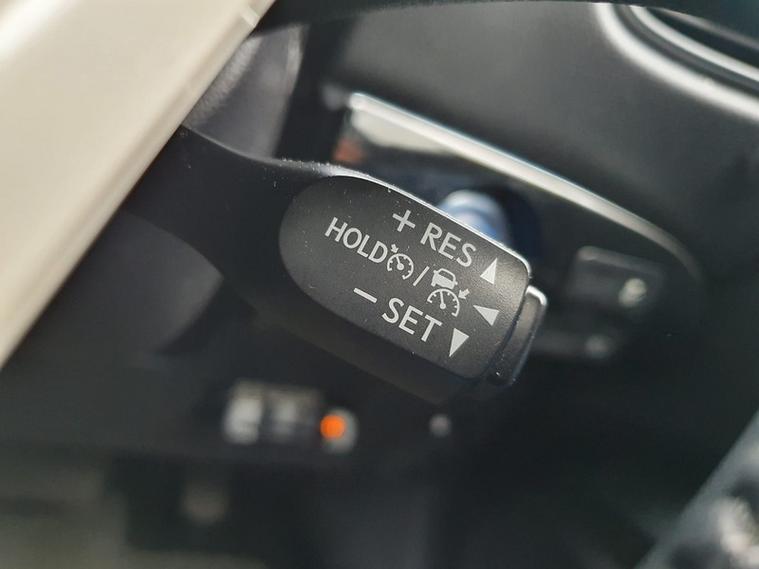 + RES
HOLD /
− SET